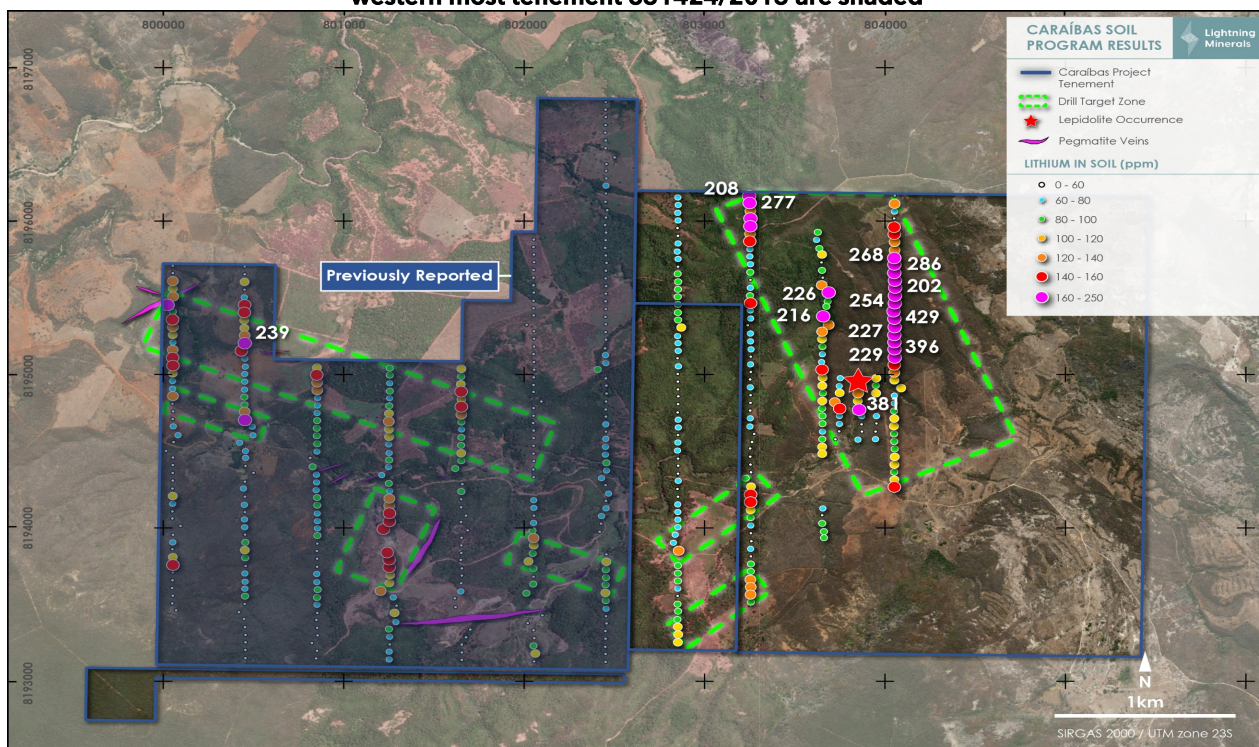 western most tenement 831424/2016 are shaded
800000
801000
802000
803000
804000
8197000
8196000
8195000
8194000
8193000
CARAÍBAS SOIL
PROGRAM RESULTS
Lightning
Minerals
Caraíbas Project
Tenement
Drill Target Zone
Lepidolite Occurrence
Pegmatite Veins
LITHIUM IN SOIL (ppm)
0 - 60
60 - 80
80 - 100
100 - 120
120 - 140
140 - 160
160 - 250
Previously Reported
208
277
268
286
202
226
254
429
216
227
396
229
381
239
N
1km
SIRGAS 2000 / UTM zone 23S